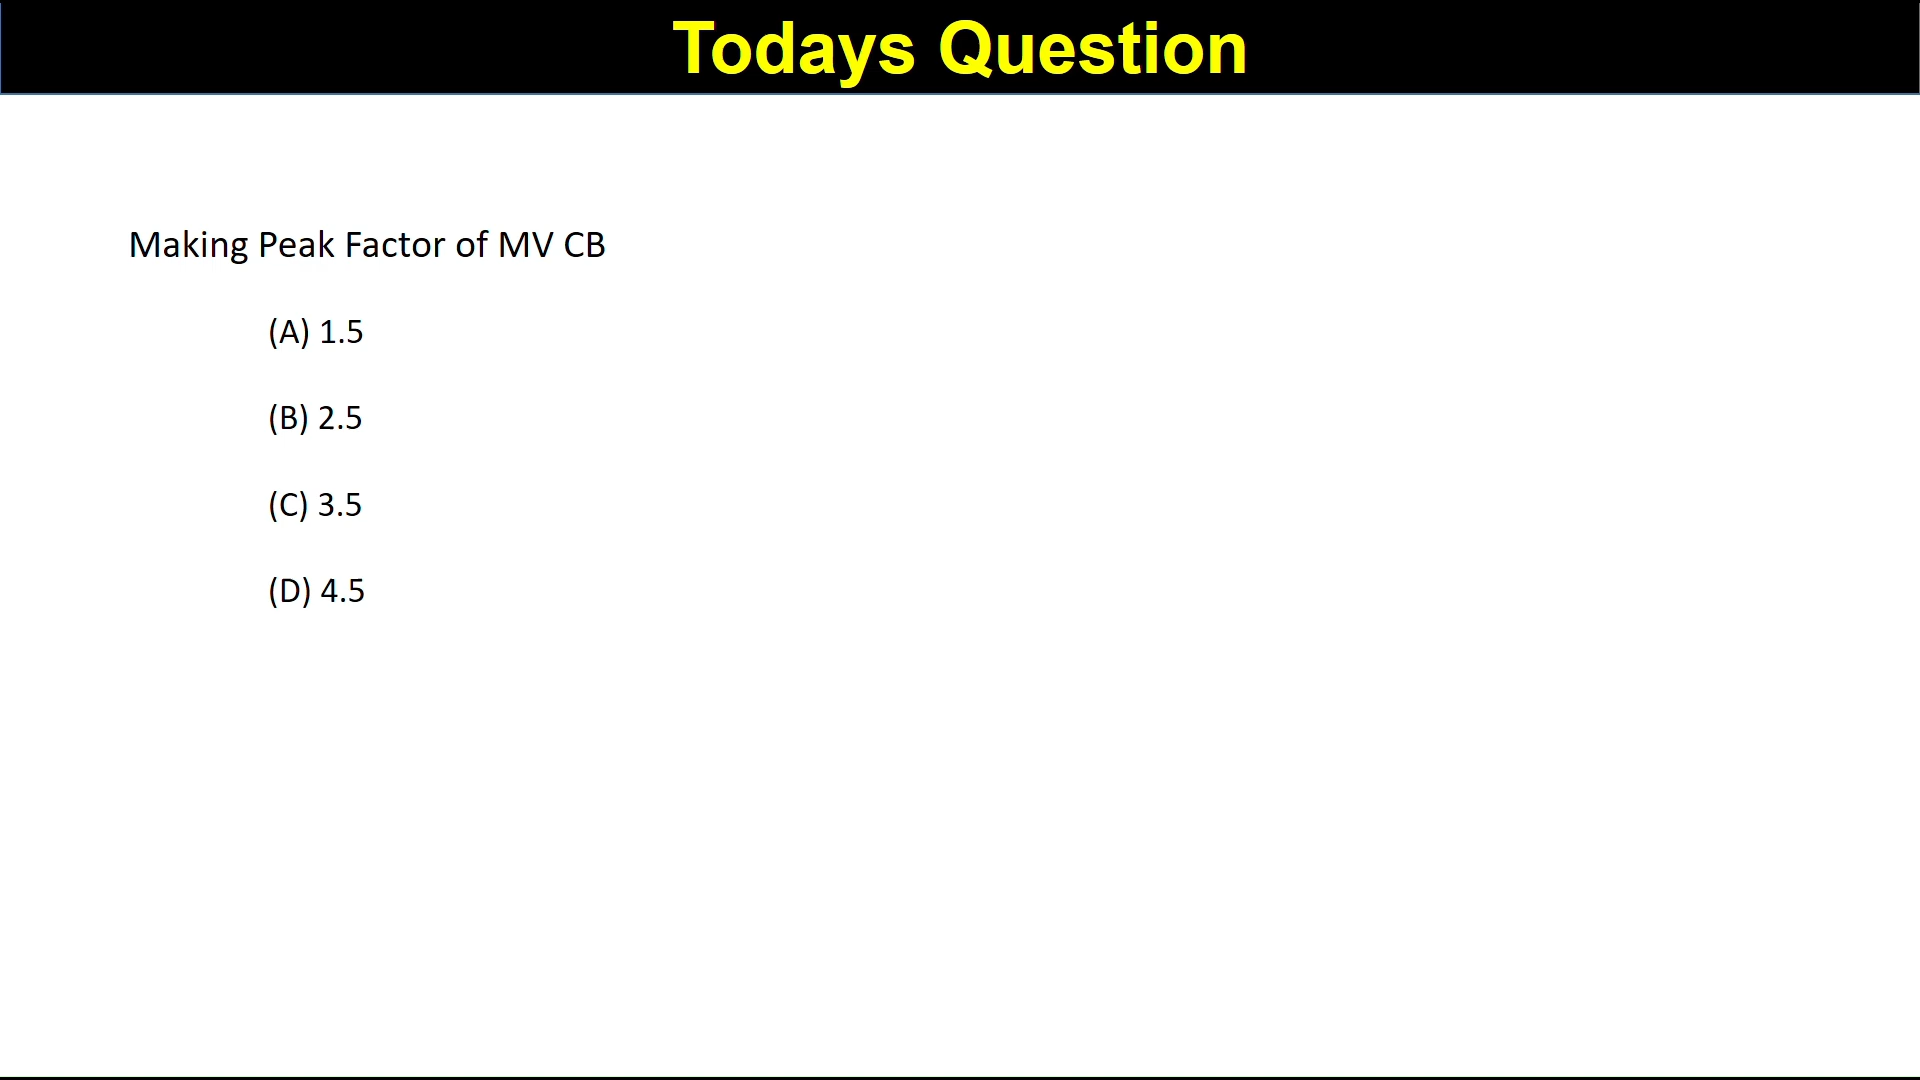 Todays Question
Making Peak Factor of MV CB
(A) 1.5
(B) 2.5
(C) 3.5
(D) 4.5